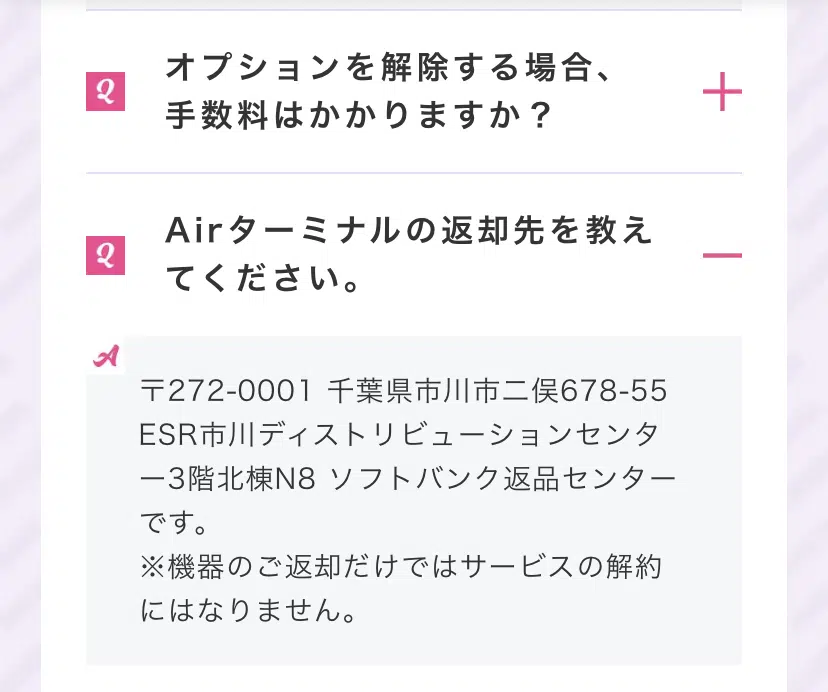 Q オプションを解除する場合、
手数料はかかりますか？
Q Airターミナルの返却先を教え
てください。
A
〒272-0001 千葉県市川市二俣678-55
ESR市川ディストリビューションセンタ
ー3階北棟N8 ソフトバンク返品センター
です。
※機器のご返却だけではサービスの解約
にはなりません。